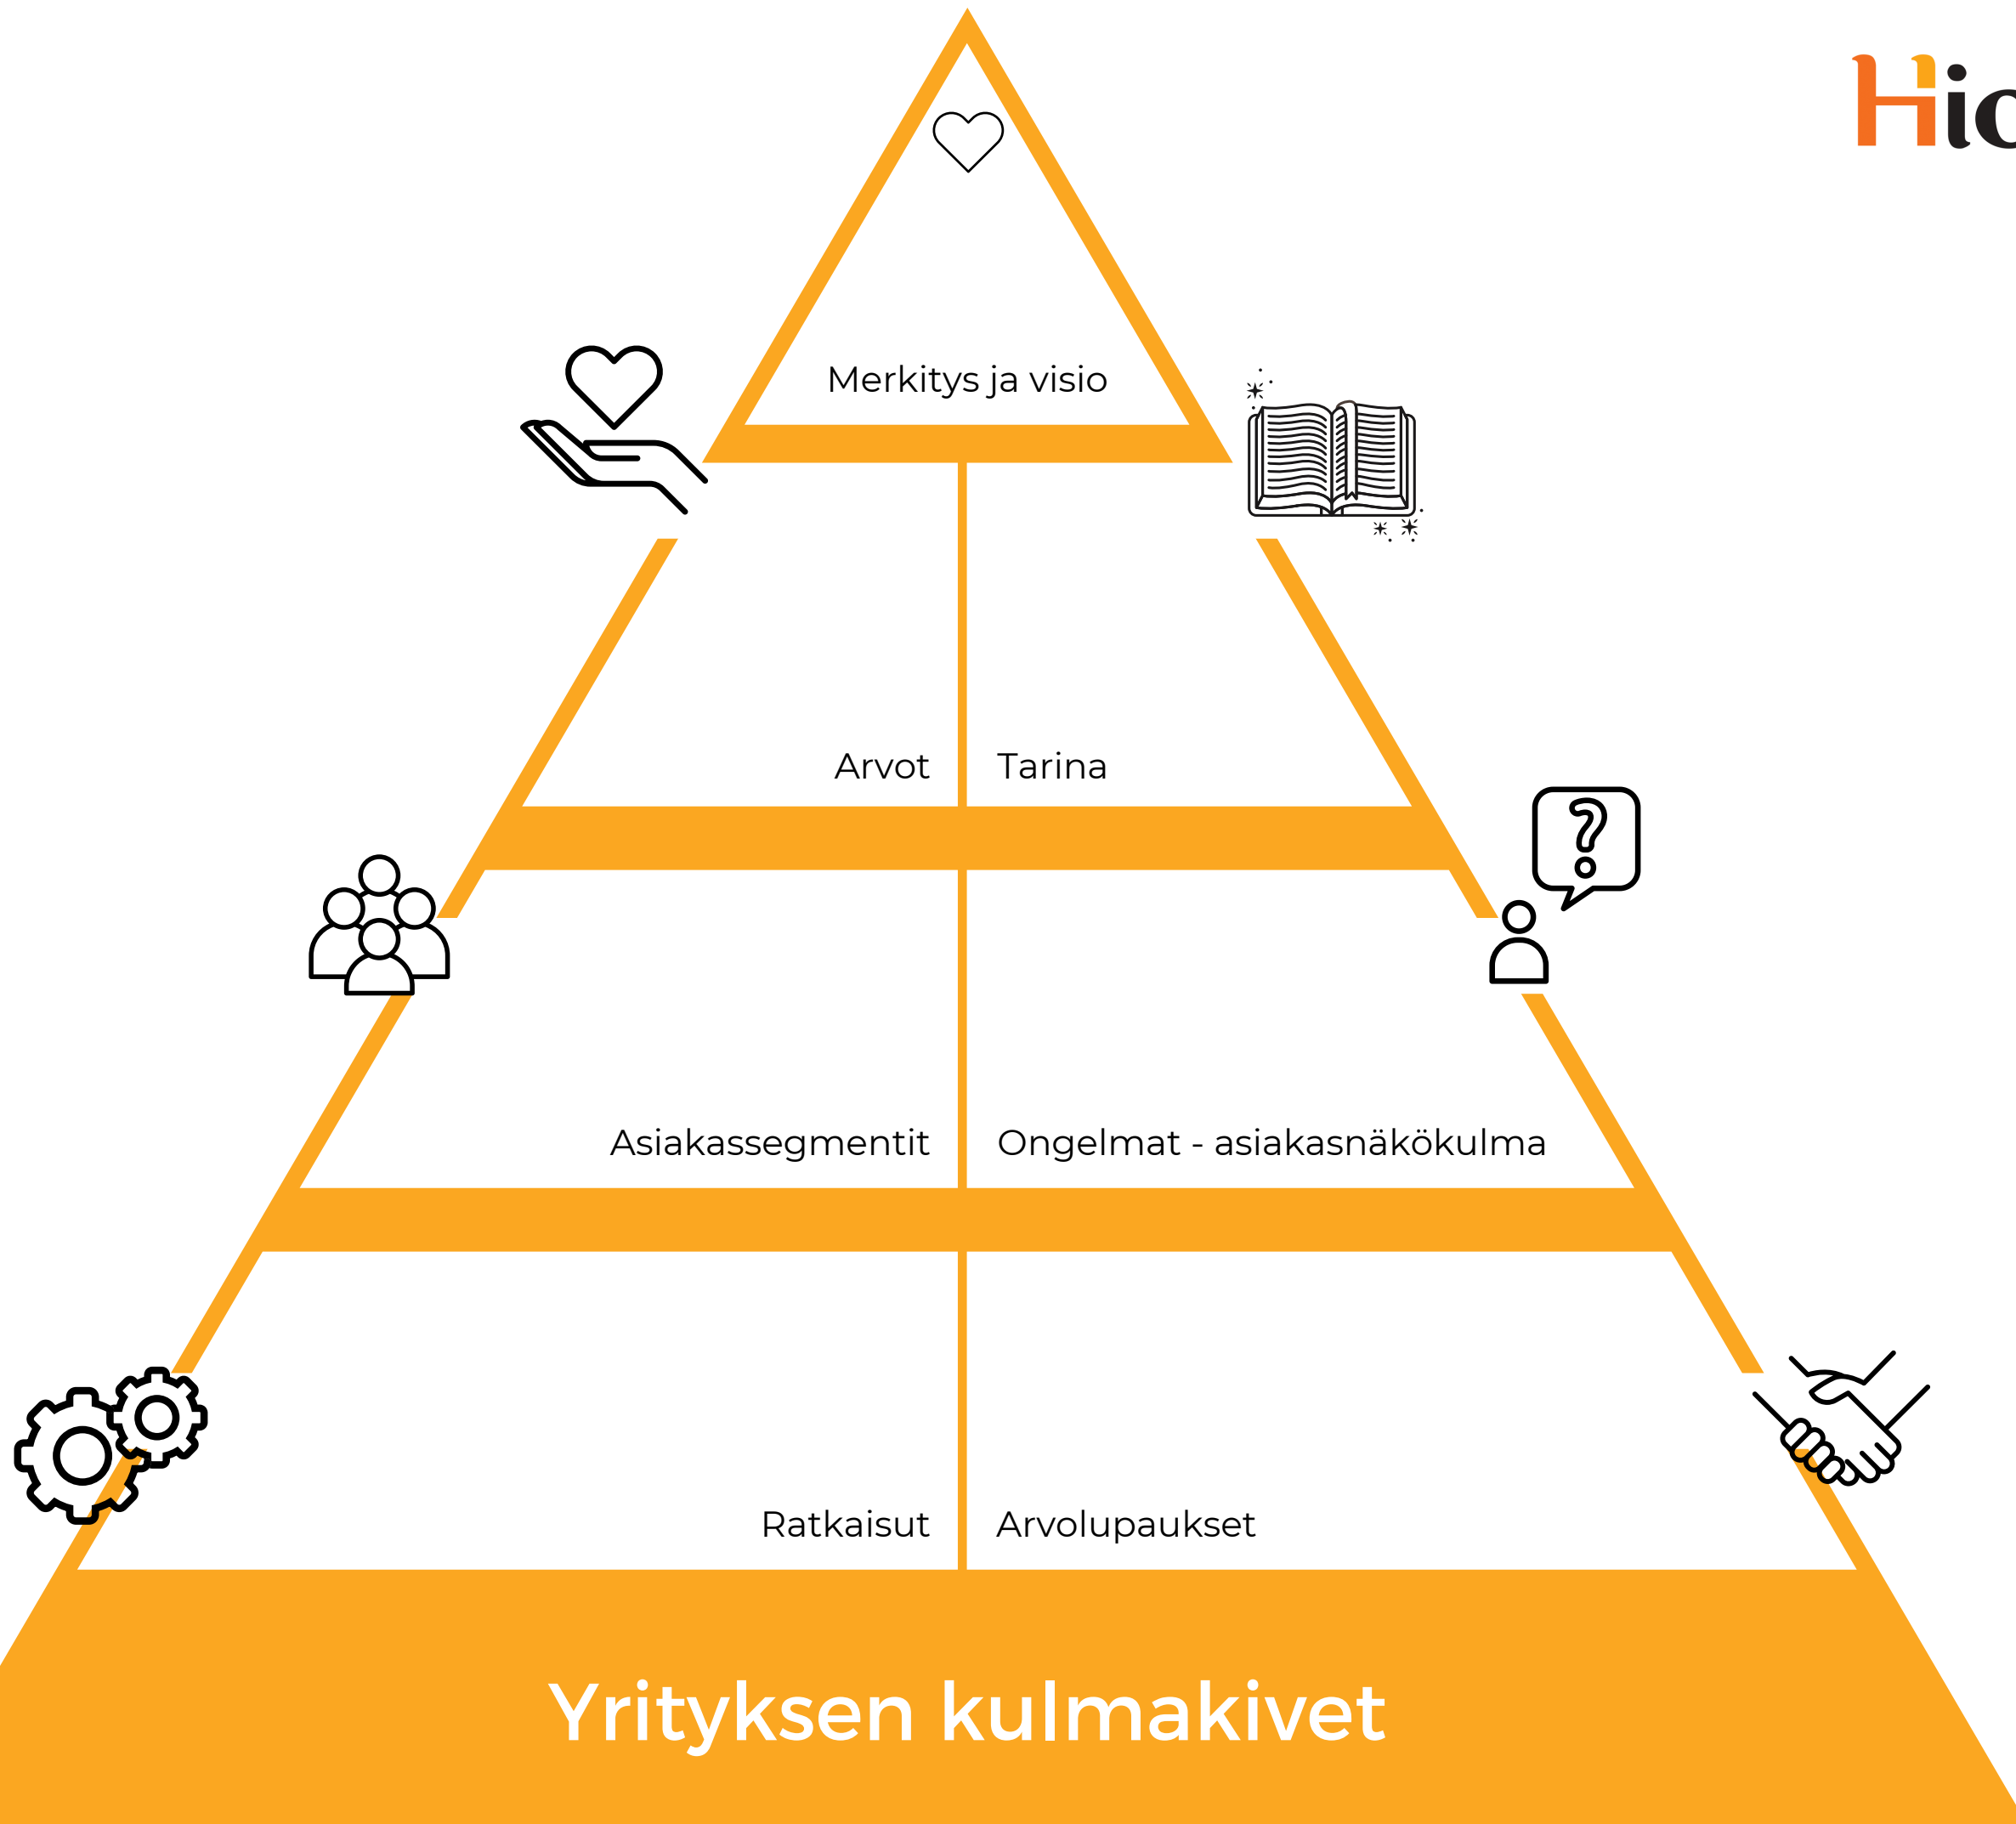 Merkitys ja visio
Arvot
Tarina
Asiakassegmentit
Ongelmat - asiakasnäkökulma
Ratkaisut
Arvolupaukset
Yrityksen kulmakivet